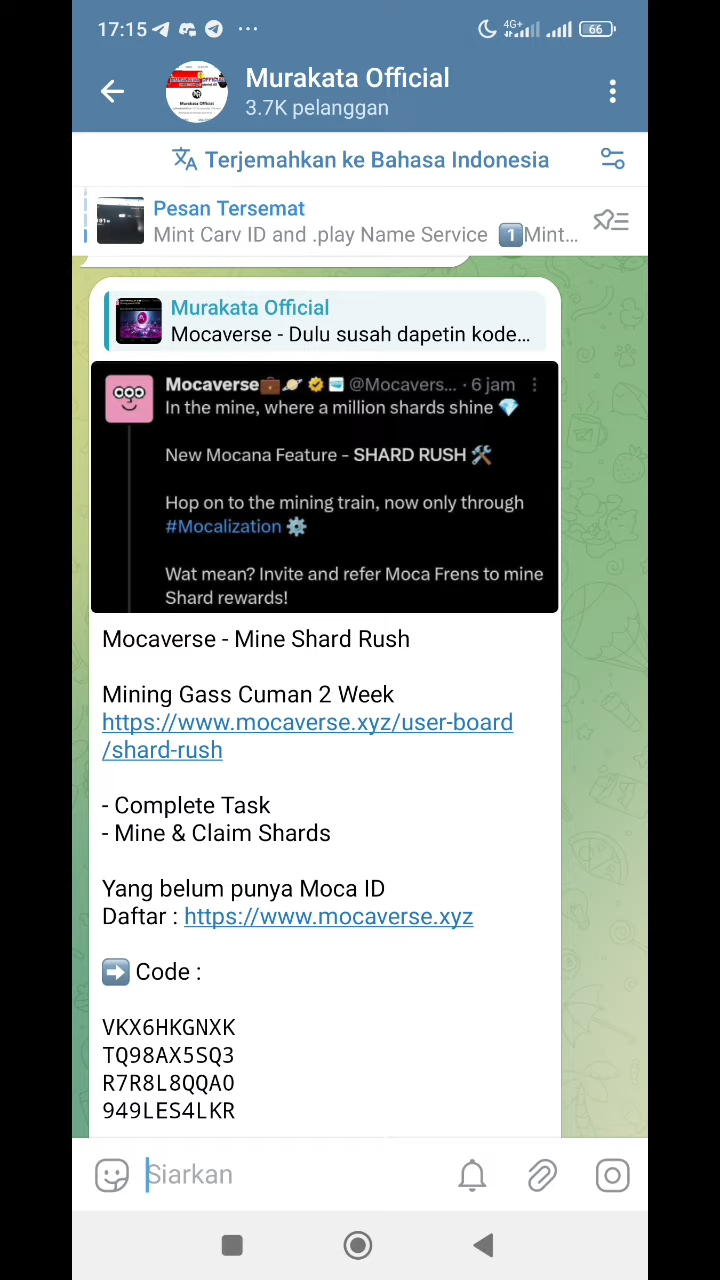 17:15
4G+
66
Murakata Official
3.7K pelanggan
Terjemahkan ke Bahasa Indonesia
Pesan Tersemat
Mint Carv ID and .play Name Service 1️⃣Mint...
Murakata Official
Mocaverse - Dulu susah dapetin kode...
Mocaverse💼🪐 @Mocavers... · 6 jam
In the mine, where a million shards shine 💎
New Mocana Feature - SHARD RUSH 🛠️
Hop on to the mining train, now only through
#Mocalization ⚙️
Wat mean? Invite and refer Moca Frens to mine
Shard rewards!
Mocaverse - Mine Shard Rush
Mining Gass Cuman 2 Week
https://www.mocaverse.xyz/user-board
/shard-rush
- Complete Task
- Mine & Claim Shards
Yang belum punya Moca ID
Daftar : https://www.mocaverse.xyz
➡️ Code :
VKX6HKGNXK
TQ98AX5SQ3
R7R8L8QQAO
949LES4LKR
Siarkan